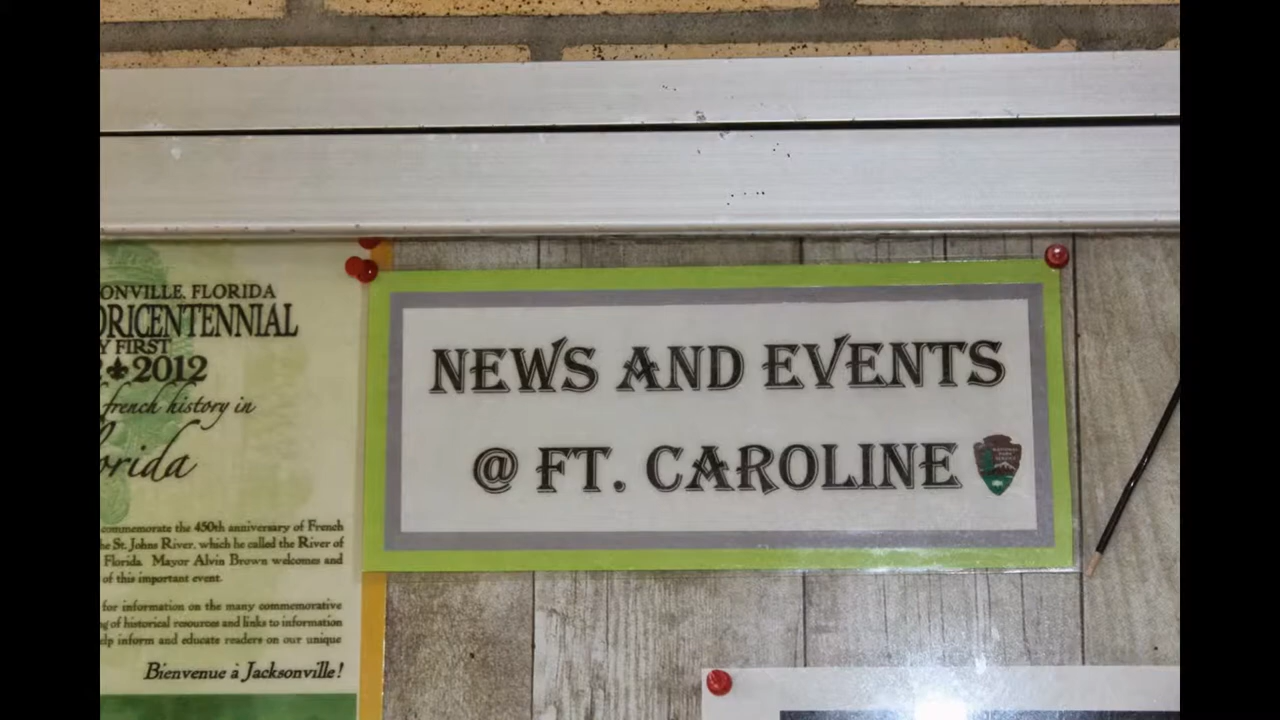 ONVILLE, FLORIDA
ORICENTENNIAL
Y FIRST
2012
french history in
orida
commemorate the 450th anniversary of French
he St. Johns River, which he called the River of
Florida. Mayor Alvin Brown welcomes and
of this important event.
for information on the many commemorative
g of historical resources and links to information
elp inform and educate readers on our unique
Bienvenue à Jacksonville!
NEWS AND EVENTS
@ FT. CAROLINE